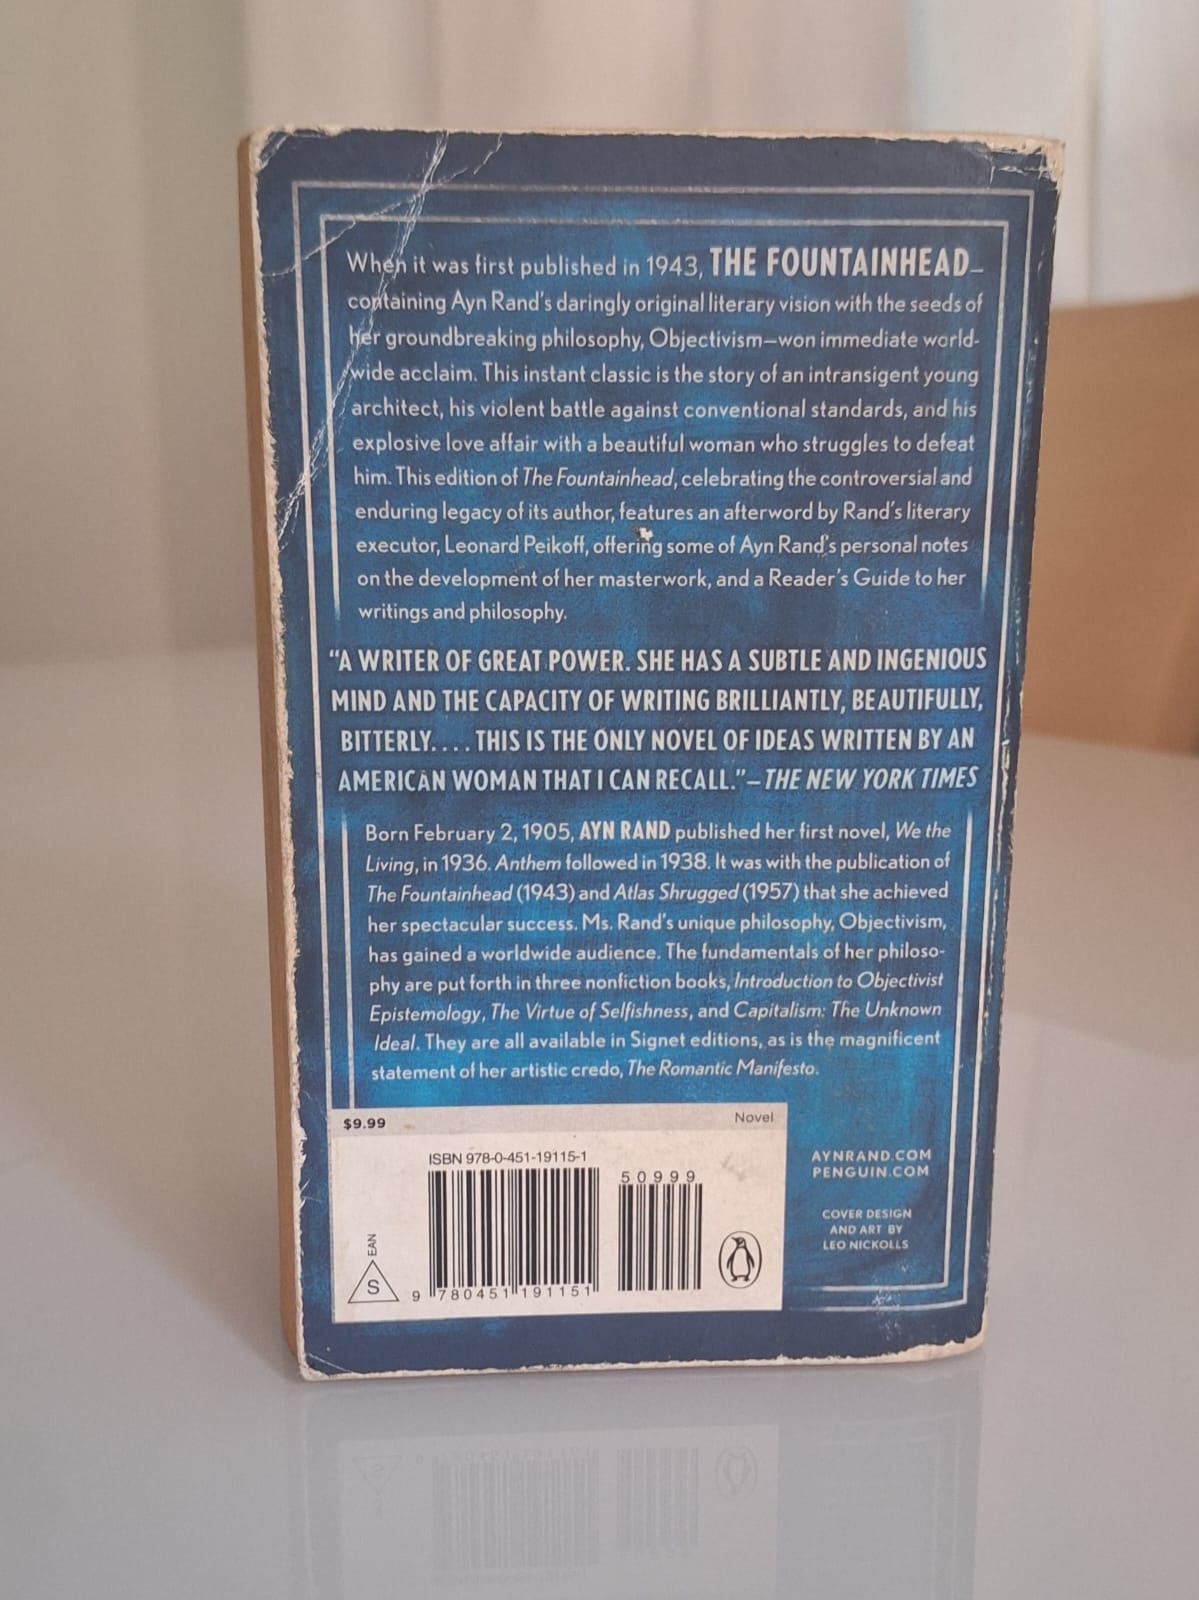 When it was first published in 1943, THE FOUNTAINHEAD—
containing Ayn Rand's daringly original literary vision with the seeds of
her groundbreaking philosophy, Objectivism—won immediate world-
wide acclaim. This instant classic is the story of an intransigent young
architect, his violent battle against conventional standards, and his
explosive love affair with a beautiful woman who struggles to defeat
him. This edition of The Fountainhead, celebrating the controversial and
enduring legacy of its author, features an afterword by Rand's literary
executor, Leonard Peikoff, offering some of Ayn Rand's personal notes
on the development of her masterwork, and a Reader's Guide to her
writings and philosophy.
"A WRITER OF GREAT POWER. SHE HAS A SUBTLE AND INGENIOUS
MIND AND THE CAPACITY OF WRITING BRILLIANTLY, BEAUTIFULLY,
BITTERLY.... THIS IS THE ONLY NOVEL OF IDEAS WRITTEN BY AN
AMERICAN WOMAN THAT I CAN RECALL."—THE NEW YORK TIMES
Born February 2, 1905, AYN RAND published her first novel, We the
Living, in 1936. Anthem followed in 1938. It was with the publication of
The Fountainhead (1943) and Atlas Shrugged (1957) that she achieved
her spectacular success. Ms. Rand's unique philosophy, Objectivism,
has gained a worldwide audience. The fundamentals of her philoso-
phy are put forth in three nonfiction books, Introduction to Objectivist
Epistemology, The Virtue of Selfishness, and Capitalism: The Unknown
Ideal. They are all available in Signet editions, as is the magnificent
statement of her artistic credo, The Romantic Manifesto.
$9.99 Novel
ISBN 978-0-451-19115-1
50999
EAN
S
9 780451 191151
AYNRAND.COM
PENGUIN.COM
COVER DESIGN
AND ART BY
LEO NICKOLLS